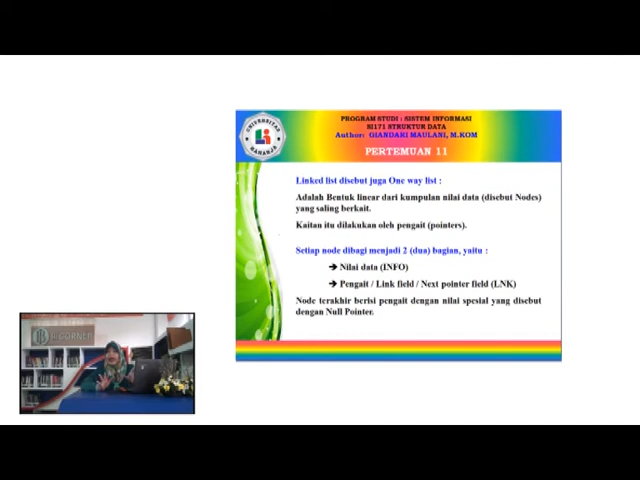 PROGRAM STUDI : SISTEM INFORMASI
SI171 STRUKTUR DATA
Author: GIANDARI MAULANI, M.KOM
PERTEMUAN 11
UNIVERSITAS
RAHARJA
Linked list disebut juga One way list :
Adalah Bentuk linear dari kumpulan nilai data (disebut Nodes)
yang saling berkait.
Kaitan itu dilakukan oleh pengait (pointers).
Setiap node dibagi menjadi 2 (dua) bagian, yaitu :
➔ Nilai data (INFO)
➔ Pengait / Link field / Next pointer field (LNK)
Node terakhir berisi pengait dengan nilai spesial yang disebut
dengan Null Pointer.
CORNER